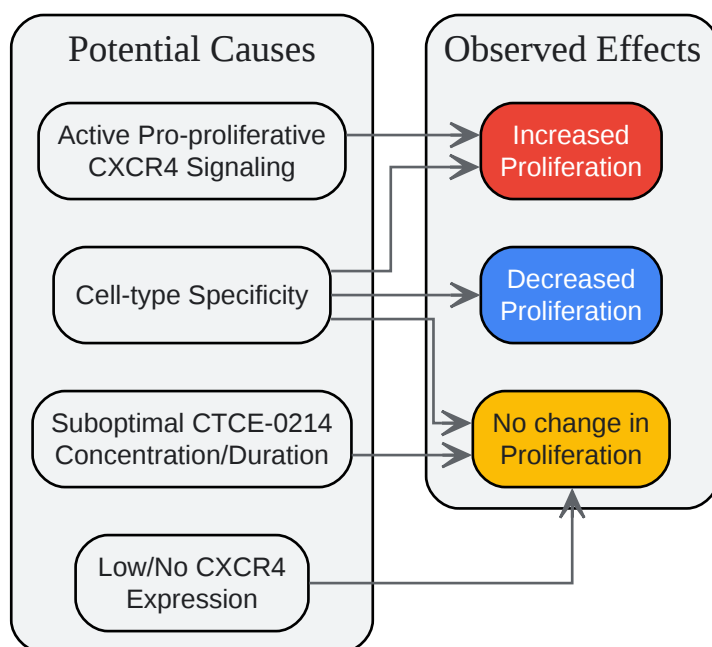 Potential Causes
Active Pro-proliferative
CXCR4 Signaling
Cell-type Specificity
Suboptimal CTCE-0214
Concentration/Duration
Low/No CXCR4
Expression
Observed Effects
Increased
Proliferation
Decreased
Proliferation
No change in
Proliferation